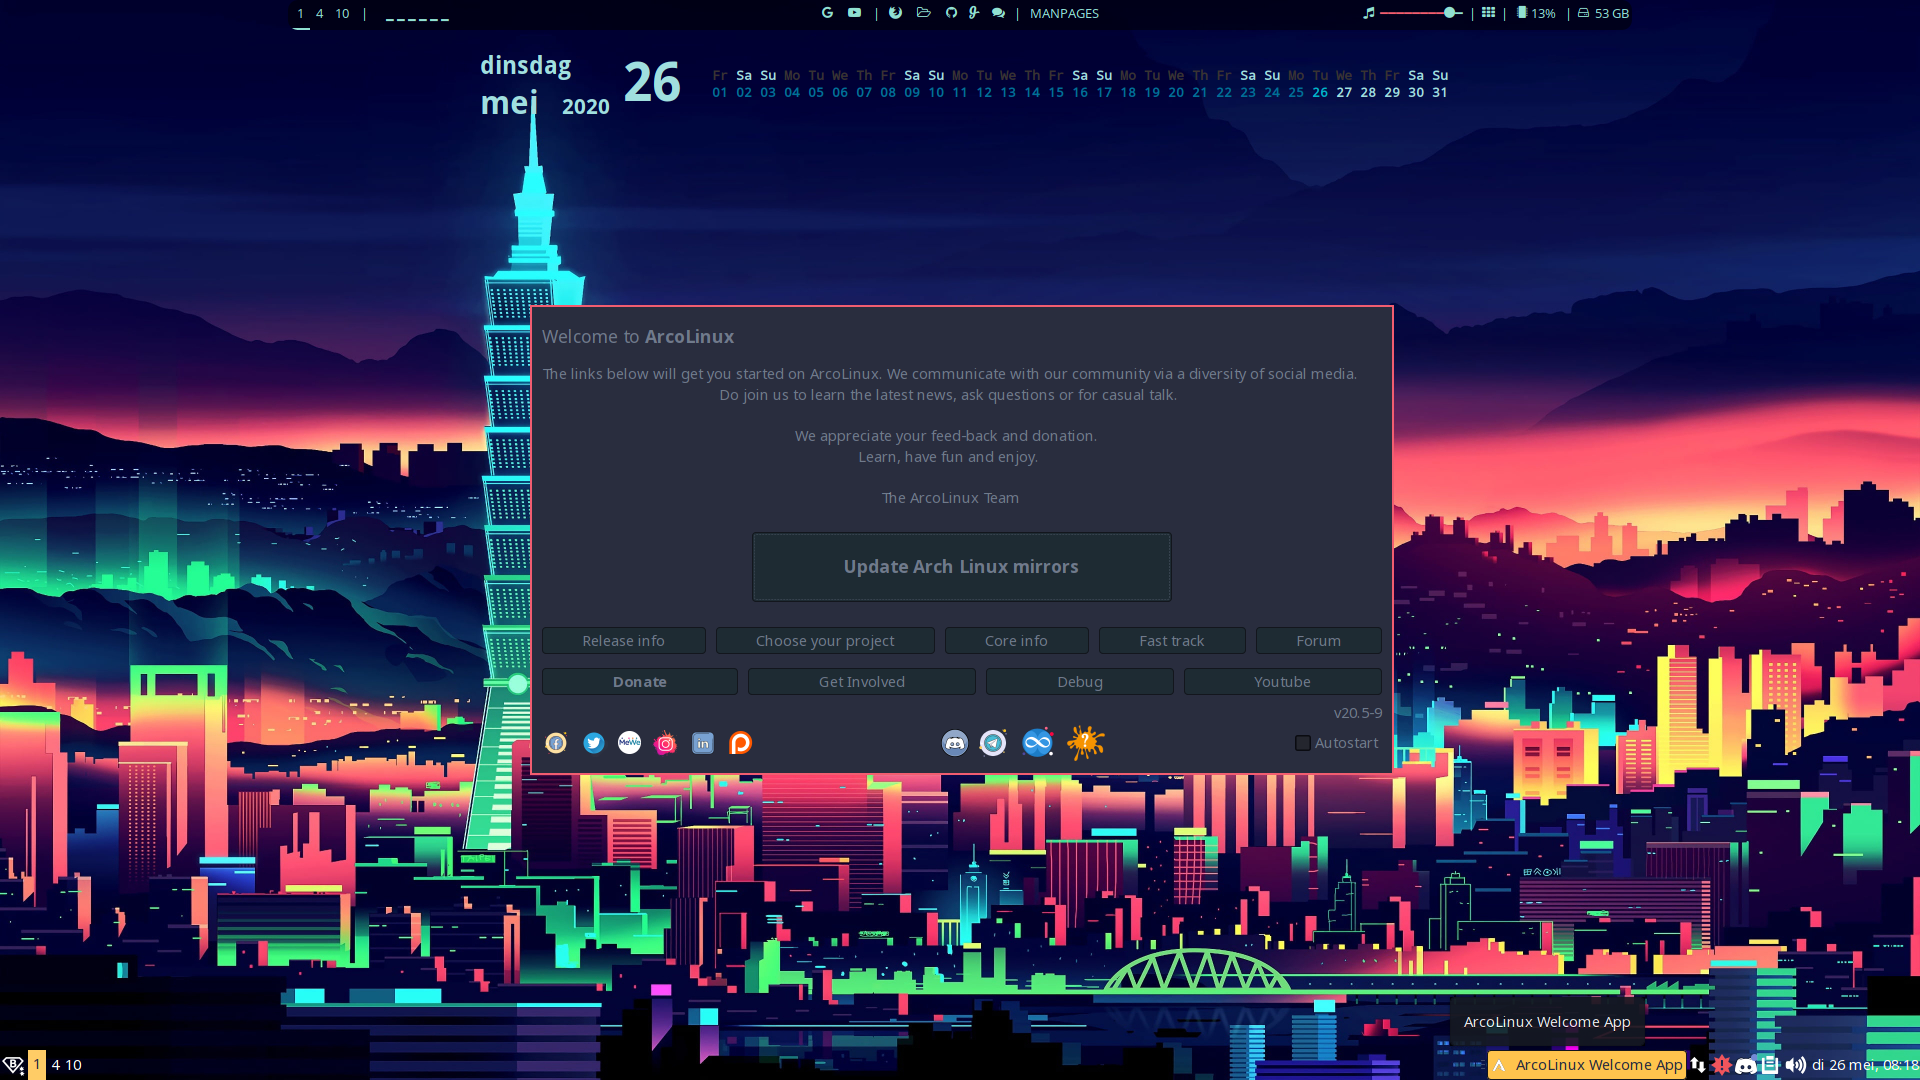 1 4 10 | | | MANPAGES | | 13% | 53 GB
dinsdag
mei 2020 26
Fr Sa Su Mo Tu We Th Fr Sa Su Mo Tu We Th Fr Sa Su Mo Tu We Th Fr Sa Su Mo Tu We Th Fr Sa Su
01 02 03 04 05 06 07 08 09 10 11 12 13 14 15 16 17 18 19 20 21 22 23 24 25 26 27 28 29 30 31
Welcome to ArcoLinux
The links below will get you started on ArcoLinux. We communicate with our community via a diversity of social media.
Do join us to learn the latest news, ask questions or for casual talk.
We appreciate your feed-back and donation.
Learn, have fun and enjoy.
The ArcoLinux Team
Update Arch Linux mirrors
Release info Choose your project Core info Fast track Forum
Donate Get Involved Debug Youtube
v20.5-9
MeWe in Autostart
ArcoLinux Welcome App
1 4 10 ArcoLinux Welcome App di 26 mei, 08:18